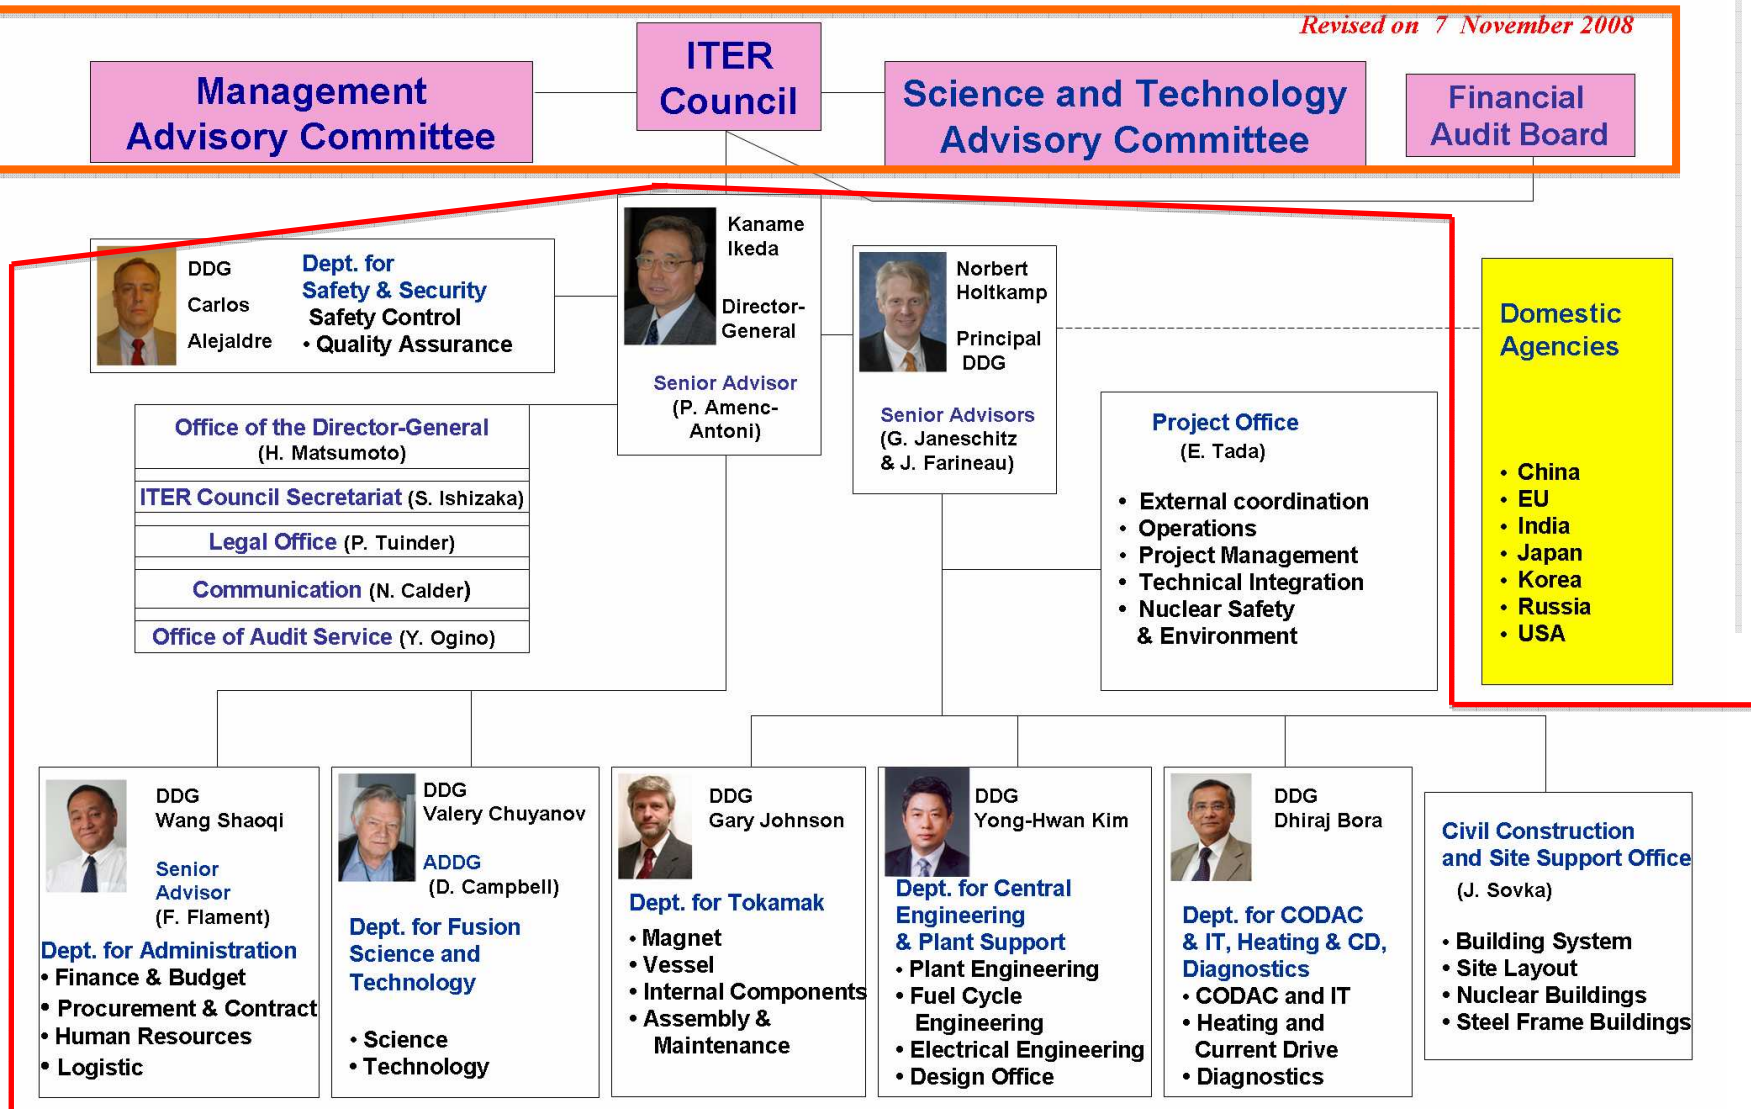 Revised on 7 November 2008
ITER
Council
Management
Advisory Committee
Science and Technology
Advisory Committee
Financial
Audit Board
Kaname
Ikeda
Director-
General
Senior Advisor
(P. Amenc-
Antoni)
DDG
Carlos
Alejaldre
Dept. for
Safety & Security
Safety Control
• Quality Assurance
Norbert
Holtkamp
Principal
DDG
Senior Advisors
(G. Janeschitz
& J. Farineau)
Domestic
Agencies
• China
• EU
• India
• Japan
• Korea
• Russia
• USA
Office of the Director-General
(H. Matsumoto)
ITER Council Secretariat (S. Ishizaka)
Legal Office (P. Tuinder)
Communication (N. Calder)
Office of Audit Service (Y. Ogino)
Project Office
(E. Tada)
• External coordination
• Operations
• Project Management
• Technical Integration
• Nuclear Safety
& Environment
DDG
Wang Shaoqi
Senior
Advisor
(F. Flament)
Dept. for Administration
• Finance & Budget
• Procurement & Contract
• Human Resources
• Logistic
DDG
Valery Chuyanov
ADDG
(D. Campbell)
Dept. for Fusion
Science and
Technology
• Science
• Technology
DDG
Gary Johnson
Dept. for Tokamak
• Magnet
• Vessel
• Internal Components
• Assembly &
Maintenance
DDG
Yong-Hwan Kim
Dept. for Central
Engineering
& Plant Support
• Plant Engineering
• Fuel Cycle
Engineering
• Electrical Engineering
• Design Office
DDG
Dhiraj Bora
Dept. for CODAC
& IT, Heating & CD,
Diagnostics
• CODAC and IT
• Heating and
Current Drive
• Diagnostics
Civil Construction
and Site Support Office
(J. Sovka)
• Building System
• Site Layout
• Nuclear Buildings
• Steel Frame Buildings